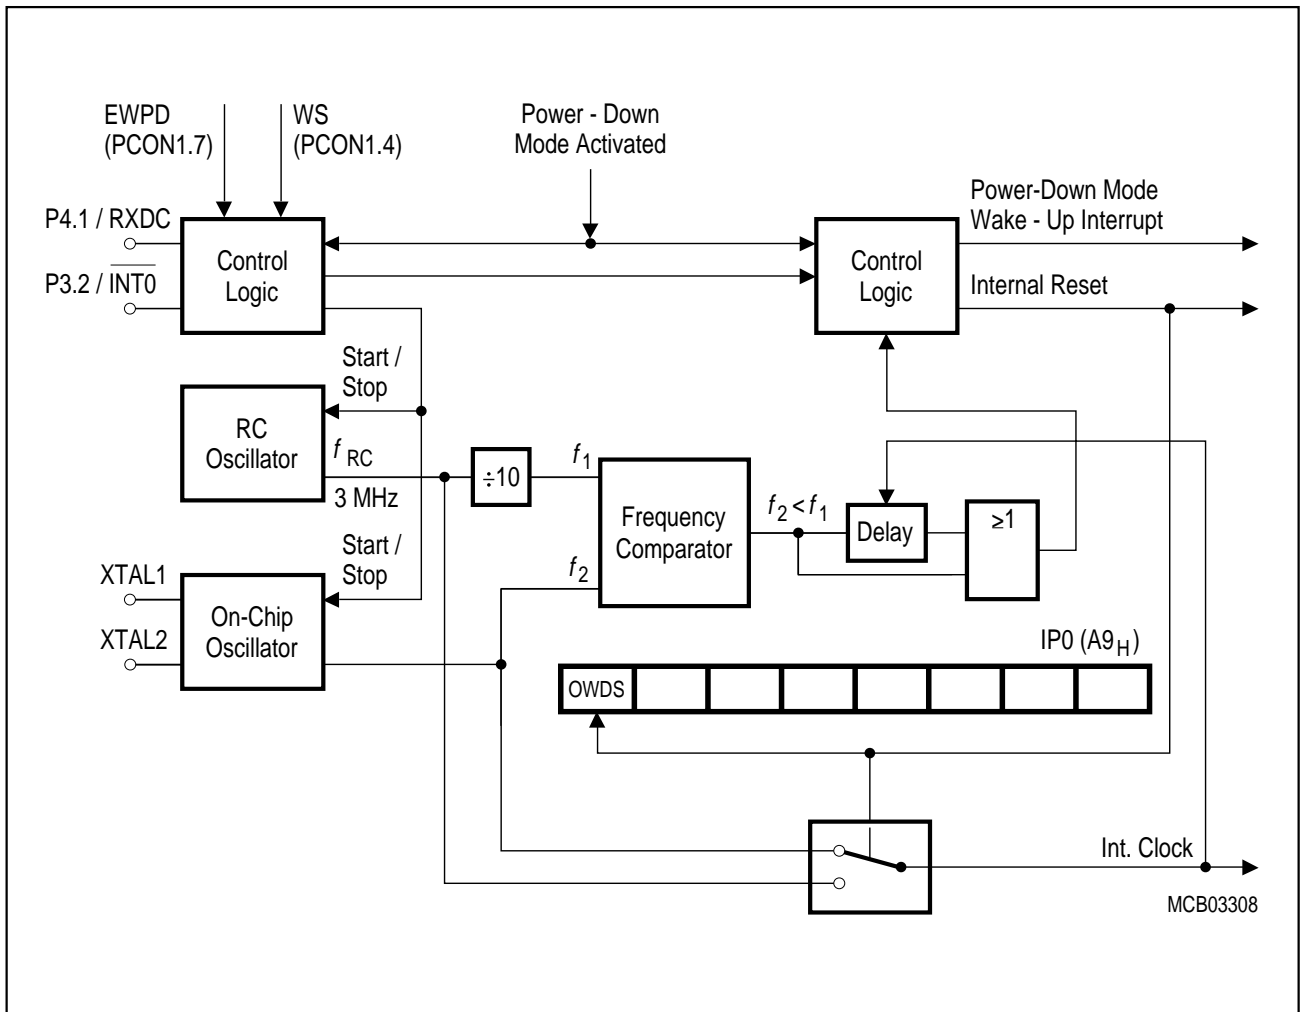 EWPD
(PCON1.7)
WS
(PCON1.4)
Power - Down
Mode Activated
P4.1 / RXDC
P3.2 / INT0
Control
Logic
Control
Logic
Power-Down Mode
Wake - Up Interrupt
Internal Reset
Start /
Stop
RC
Oscillator
f RC
3 MHz
÷10
f1
Frequency
Comparator
f2 < f1
Delay
≥1
Start /
Stop
f2
XTAL1
XTAL2
On-Chip
Oscillator
IP0 (A9H)
OWDS
Int. Clock
MCB03308